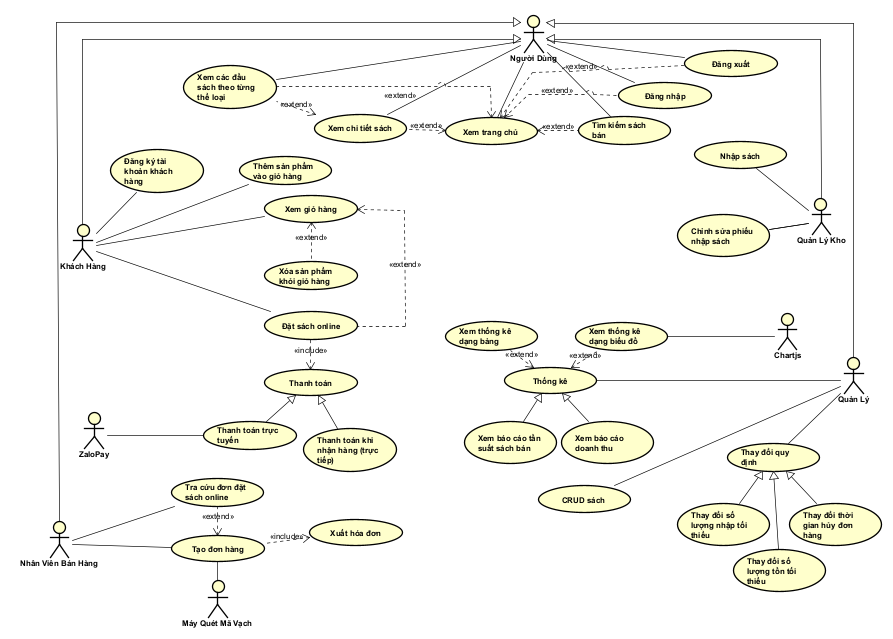 Người Dùng
Xem các đầu
sách theo từng
thể loại
«extend»
Đăng xuất
«extend»
«extend»
Đăng nhập
«extend»
Xem chi tiết sách
«extend»
Xem trang chủ
«extend»
Tìm kiếm sách
bán
Đăng ký tài
khoản khách
hàng
Thêm sản phẩm
vào giỏ hàng
Nhập sách
Xem giỏ hàng
Chỉnh sửa phiếu
nhập sách
Quản Lý Kho
«extend»
Khách Hàng
«extend»
Xóa sản phẩm
khỏi giỏ hàng
Đặt sách online
Xem thống kê
dạng bảng
Xem thống kê
dạng biểu đồ
Chartjs
«include»
«extend»
«extend»
Thanh toán
Thống kê
Quản Lý
Thanh toán trực
tuyến
Thanh toán khi
nhận hàng (trực
tiếp)
ZaloPay
Xem báo cáo tần
suất sách bán
Xem báo cáo
doanh thu
Thay đổi quy
định
Tra cứu đơn đặt
sách online
CRUD sách
«extend»
Thay đổi số
lượng nhập tối
thiểu
Thay đổi thời
gian hủy đơn
hàng
Xuất hóa đơn
«include»
Tạo đơn hàng
Nhân Viên Bán Hàng
Thay đổi số
lượng tồn tối
thiểu
Máy Quét Mã Vạch